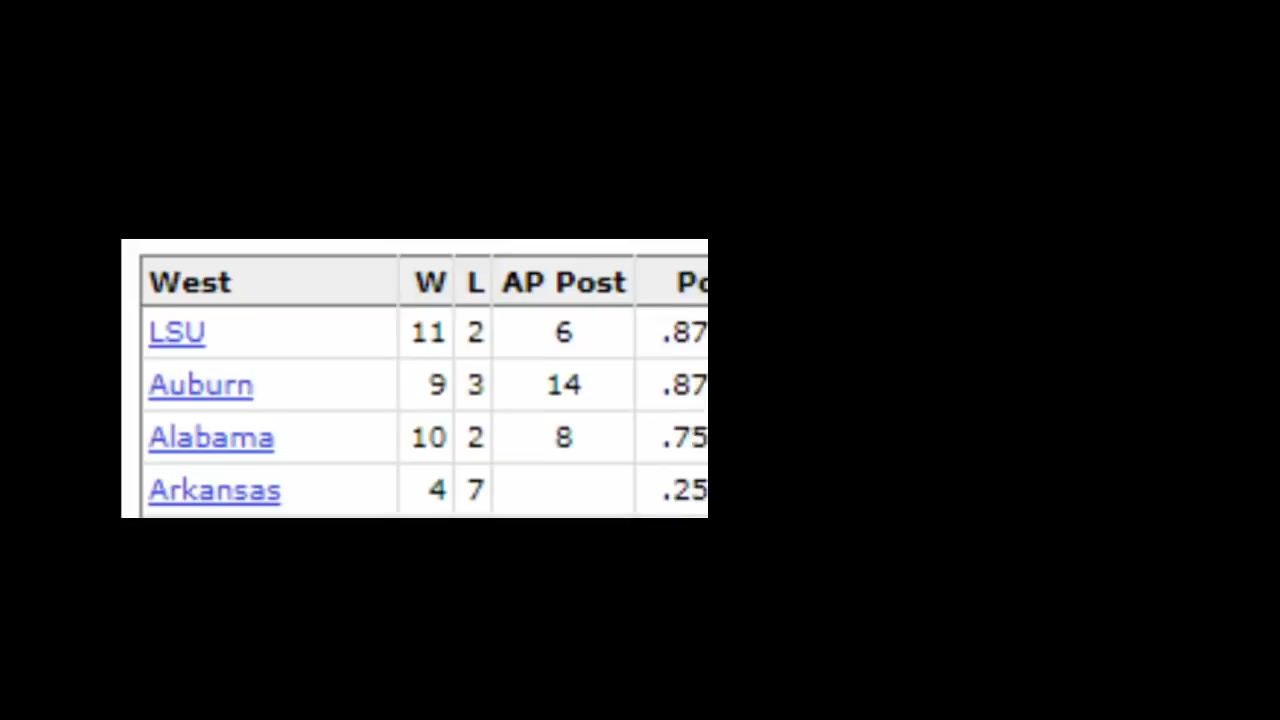 West W L AP Post Po
LSU 11 2 6 .87
Auburn 9 3 14 .87
Alabama 10 2 8 .75
Arkansas 4 7 .25